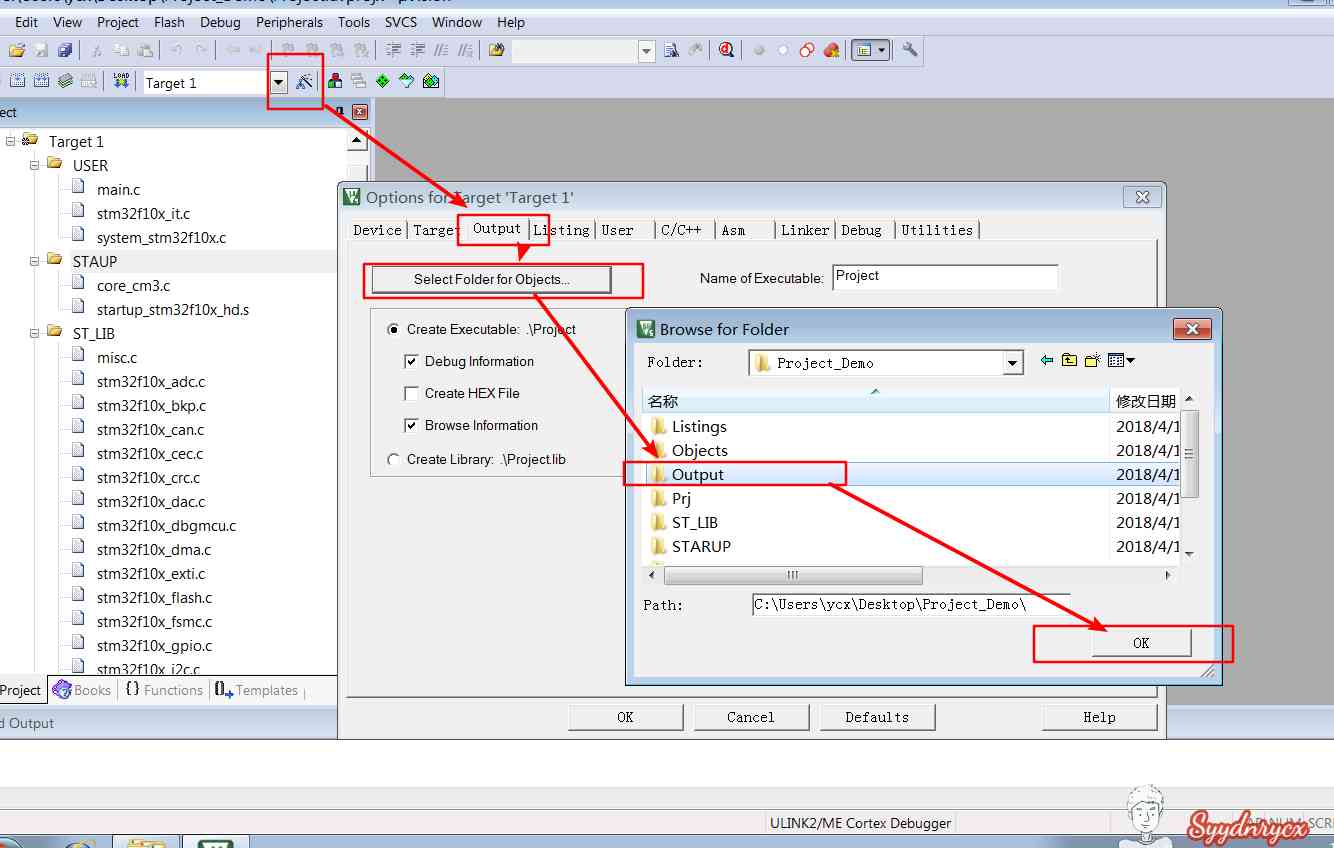 Edit View Project Flash Debug Peripherals Tools SVCS Window Help
LOAD Target 1
ect
Target 1
USER
main.c
stm32f10x_it.c
system_stm32f10x.c
STAUP
core_cm3.c
startup_stm32f10x_hd.s
ST_LIB
misc.c
stm32f10x_adc.c
stm32f10x_bkp.c
stm32f10x_can.c
stm32f10x_cec.c
stm32f10x_crc.c
stm32f10x_dac.c
stm32f10x_dbgmcu.c
stm32f10x_dma.c
stm32f10x_exti.c
stm32f10x_flash.c
stm32f10x_fsmc.c
stm32f10x_gpio.c
stm32f10x_i2c.c
Project Books {} Functions Templates
d Output
Options for Target 'Target 1'
Device Target Output Listing User C/C++ Asm Linker Debug Utilities
Select Folder for Objects... Name of Executable: Project
Create Executable: .\Project
Debug Information
Create HEX File
Browse Information
Create Library: .\Project.lib
OK Cancel Defaults Help
Browse for Folder
Folder: Project_Demo
名称 修改日期
Listings 2018/4/1
Objects 2018/4/1
Output 2018/4/1
Prj 2018/4/1
ST_LIB 2018/4/1
STARUP 2018/4/1
Path: C:\Users\ycx\Desktop\Project_Demo\
OK
ULINK2/ME Cortex Debugger
Syydnrycx